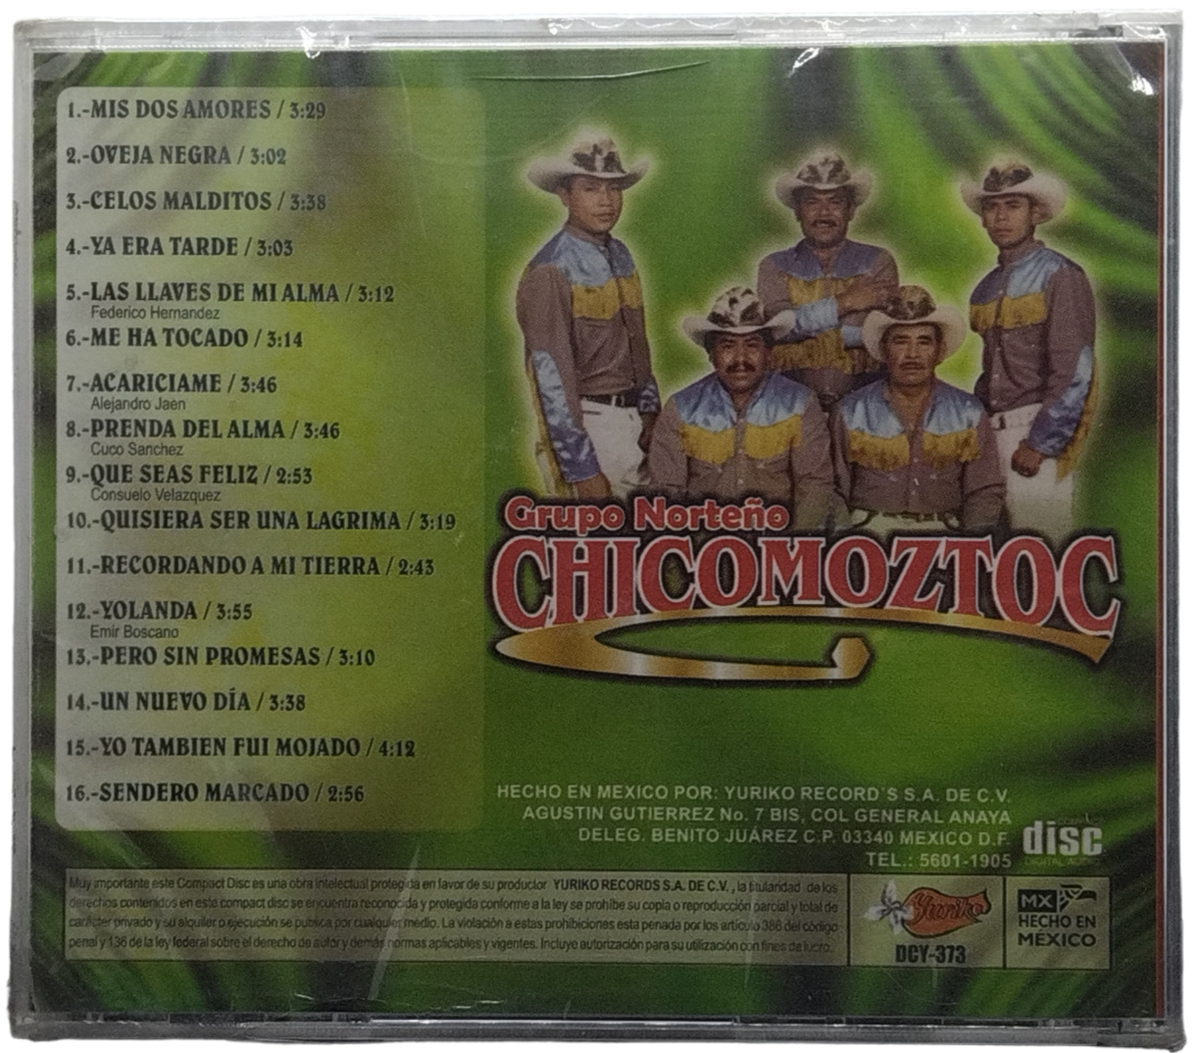 1.-MIS DOS AMORES / 3:29
2.-OVEJA NEGRA / 3:02
3.-CELOS MALDITOS / 3:38
4.-YA ERA TARDE / 3:03
5.-LAS LLAVES DE MI ALMA / 3:12
Federico Hernandez
6.-ME HA TOCADO / 3:14
7.-ACARICIAME / 3:46
Alejandro Jaen
8.-PRENDA DEL ALMA / 3:46
Cuco Sanchez
9.-QUE SEAS FELIZ / 2:53
Consuelo Velazquez
10.-QUISIERA SER UNA LAGRIMA / 3:19
11.-RECORDANDO A MI TIERRA / 2:43
12.-YOLANDA / 3:55
Emir Boscano
13.-PERO SIN PROMESAS / 3:10
14.-UN NUEVO DÍA / 3:38
15.-YO TAMBIEN FUI MOJADO / 4:12
16.-SENDERO MARCADO / 2:56
Grupo Norteño
CHICOMOZTOC
HECHO EN MEXICO POR: YURIKO RECORD´S S.A. DE C.V.
AGUSTIN GUTIERREZ No. 7 BIS, COL GENERAL ANAYA
DELEG. BENITO JUÁREZ C.P. 03340 MEXICO D.F.
TEL.: 5601-1905
disc
DIGITAL AUDIO
Muy importante este Compact Disc es una obra intelectual protegida en favor de su productor YURIKO RECORDS S.A. DE C.V. , la titularidad de los
derechos contenidos en este compact disc se encuentra reconocida y protegida conforme a la ley se prohibe su copia o reproducción parcial y total de
carácter privado y su alquiler o ejecución se publica por cualquier medio. La violación a estas prohibiciones esta penada por los articulo 386 del código
penal y 136 de la ley federal sobre el derecho de autor y demás normas aplicables y vigentes. Incluye autorización para su utilización con fines de lucro.
Yuriko
DCY-373
MX
HECHO EN
MÉXICO